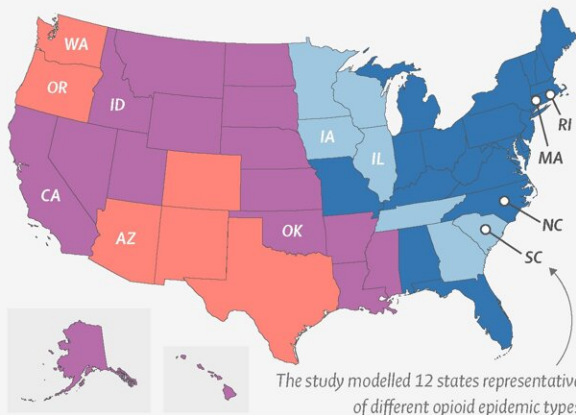 WA
OR
ID
IA
IL
RI
MA
CA
NC
OK
AZ
SC
The study modelled 12 states representative
of different opioid epidemic types